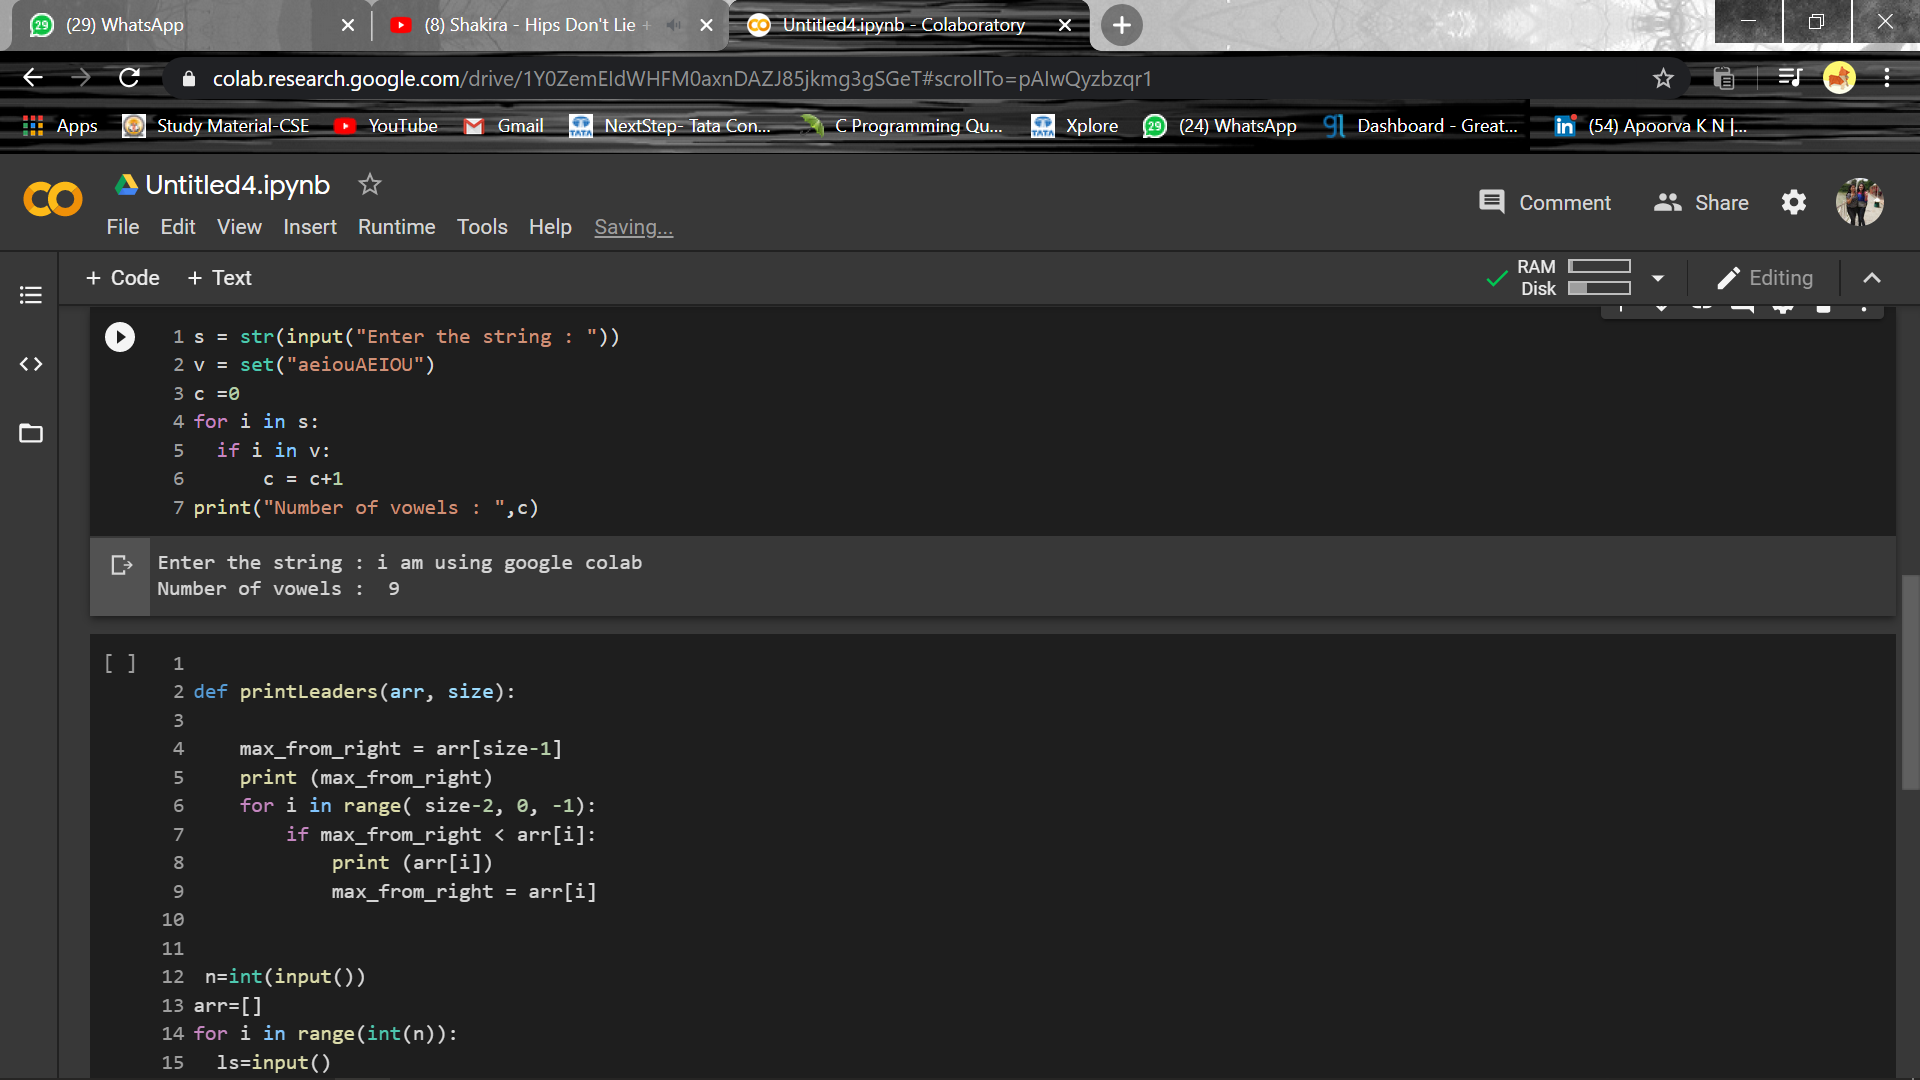 (29) WhatsApp
(8) Shakira - Hips Don't Lie
Untitled4.ipynb - Colaboratory
colab.research.google.com/drive/1Y0ZemEIdWHFM0axnDAZJ85jkmg3gSGeT#scrollTo=pAIwQyzbzqr1
Apps Study Material-CSE YouTube Gmail NextStep- Tata Con... C Programming Qu... Xplore (24) WhatsApp Dashboard - Great... (54) Apoorva K N |...
Untitled4.ipynb
Comment Share
File Edit View Insert Runtime Tools Help Saving...
+ Code + Text
RAM
Disk
Editing
1 s = str(input("Enter the string : "))
2 v = set("aeiouAEIOU")
3 c =0
4 for i in s:
5   if i in v:
6       c = c+1
7 print("Number of vowels : ",c)
Enter the string : i am using google colab
Number of vowels :  9
[ ] 1
2 def printLeaders(arr, size):
3
4     max_from_right = arr[size-1]
5     print (max_from_right)
6     for i in range( size-2, 0, -1):
7         if max_from_right < arr[i]:
8             print (arr[i])
9             max_from_right = arr[i]
10
11
12  n=int(input())
13 arr=[]
14 for i in range(int(n)):
15   ls=input()